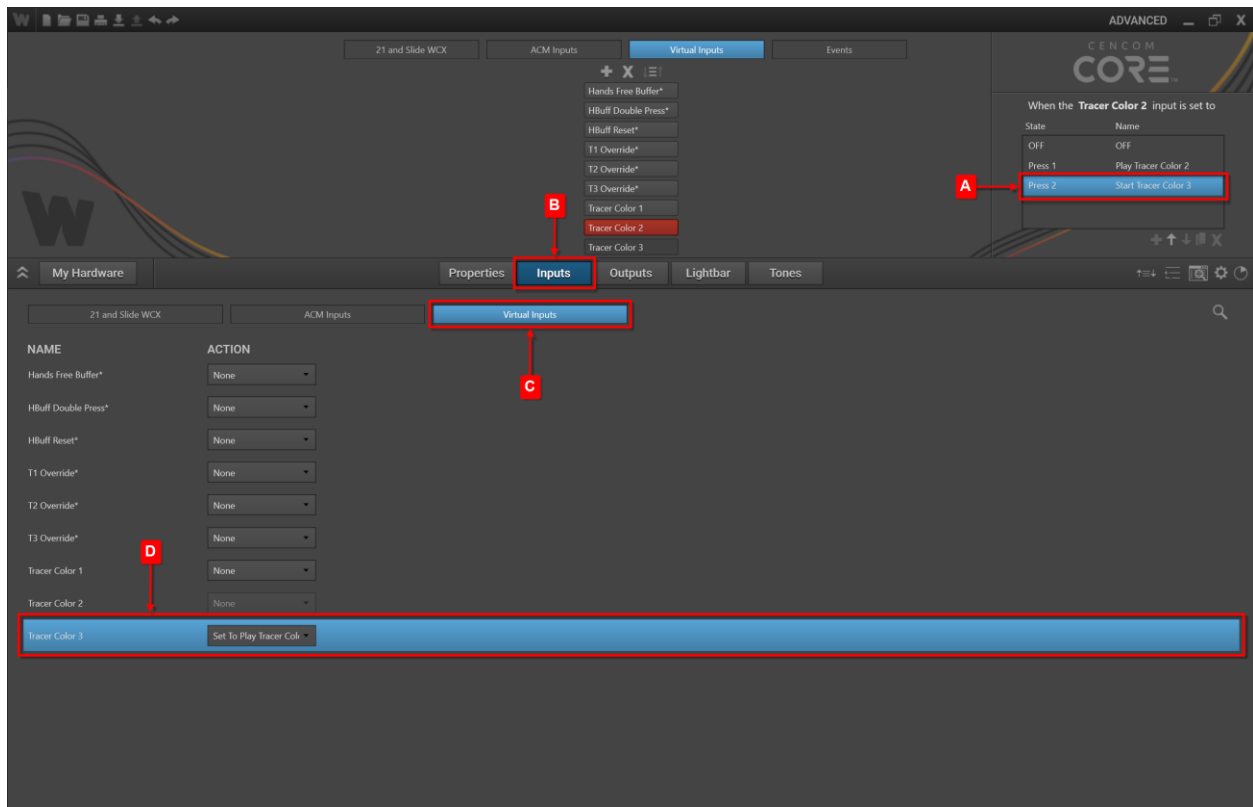 ADVANCED
21 and Slide WCX ACM Inputs Virtual Inputs Events
CENCOM
CORE
Hands Free Buffer*
HBuff Double Press*
HBuff Reset*
T1 Override*
T2 Override*
T3 Override*
Tracer Color 1
Tracer Color 2
Tracer Color 3
When the Tracer Color 2 input is set to
State Name
OFF OFF
Press 1 Play Tracer Color 2
A
Press 2 Start Tracer Color 3
B
My Hardware Properties Inputs Outputs Lightbar Tones
21 and Slide WCX ACM Inputs Virtual Inputs
C
NAME ACTION
Hands Free Buffer* None
HBuff Double Press* None
HBuff Reset* None
T1 Override* None
T2 Override* None
T3 Override* None
D
Tracer Color 1 None
Tracer Color 2 None
Tracer Color 3 Set To Play Tracer Col